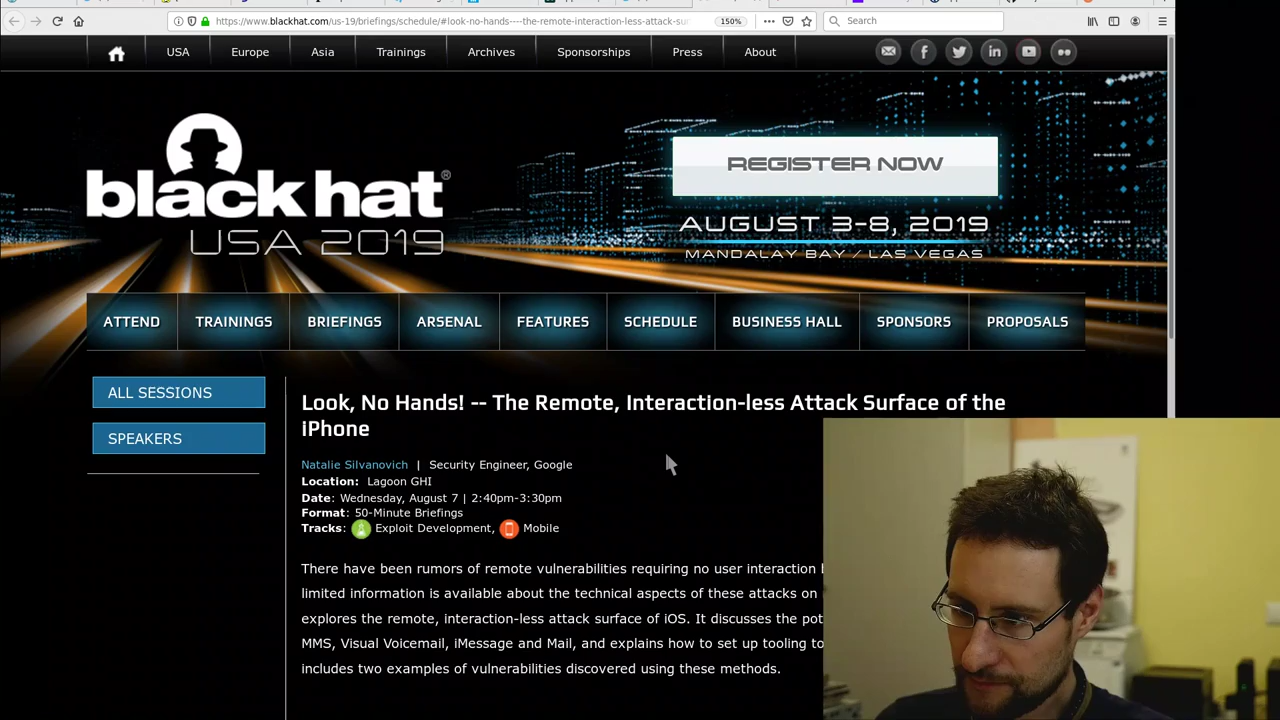 https://www.blackhat.com/us-19/briefings/schedule/#look-no-hands----the-remote-interaction-less-attack-sur
150%
Search
USA
Europe
Asia
Trainings
Archives
Sponsorships
Press
About
black hat®
USA 2019
REGISTER NOW
AUGUST 3-8, 2019
MANDALAY BAY / LAS VEGAS
ATTEND
TRAININGS
BRIEFINGS
ARSENAL
FEATURES
SCHEDULE
BUSINESS HALL
SPONSORS
PROPOSALS
ALL SESSIONS
SPEAKERS
Look, No Hands! -- The Remote, Interaction-less Attack Surface of the
iPhone
Natalie Silvanovich | Security Engineer, Google
Location: Lagoon GHI
Date: Wednesday, August 7 | 2:40pm-3:30pm
Format: 50-Minute Briefings
Tracks: Exploit Development, Mobile
There have been rumors of remote vulnerabilities requiring no user interaction
limited information is available about the technical aspects of these attacks on
explores the remote, interaction-less attack surface of iOS. It discusses the pot
MMS, Visual Voicemail, iMessage and Mail, and explains how to set up tooling to
includes two examples of vulnerabilities discovered using these methods.